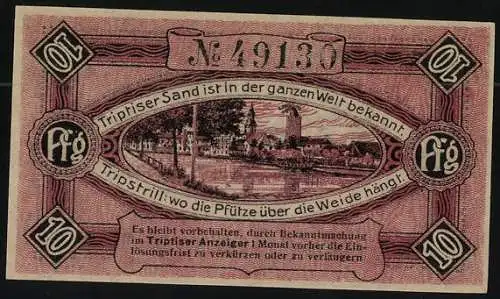 10
№ 49130
10
Triptiser Sand ist in der ganzen Welt bekannt.
Pfg
Pfg
Tripstrill: wo die Pfütze über die Weide hängt.
10
Es bleibt vorbehalten, durch Bekanntmachung
im Triptiser Anzeiger 1 Monat vorher die Ein-
lösungsfrist zu verkürzen oder zu verlängern
10